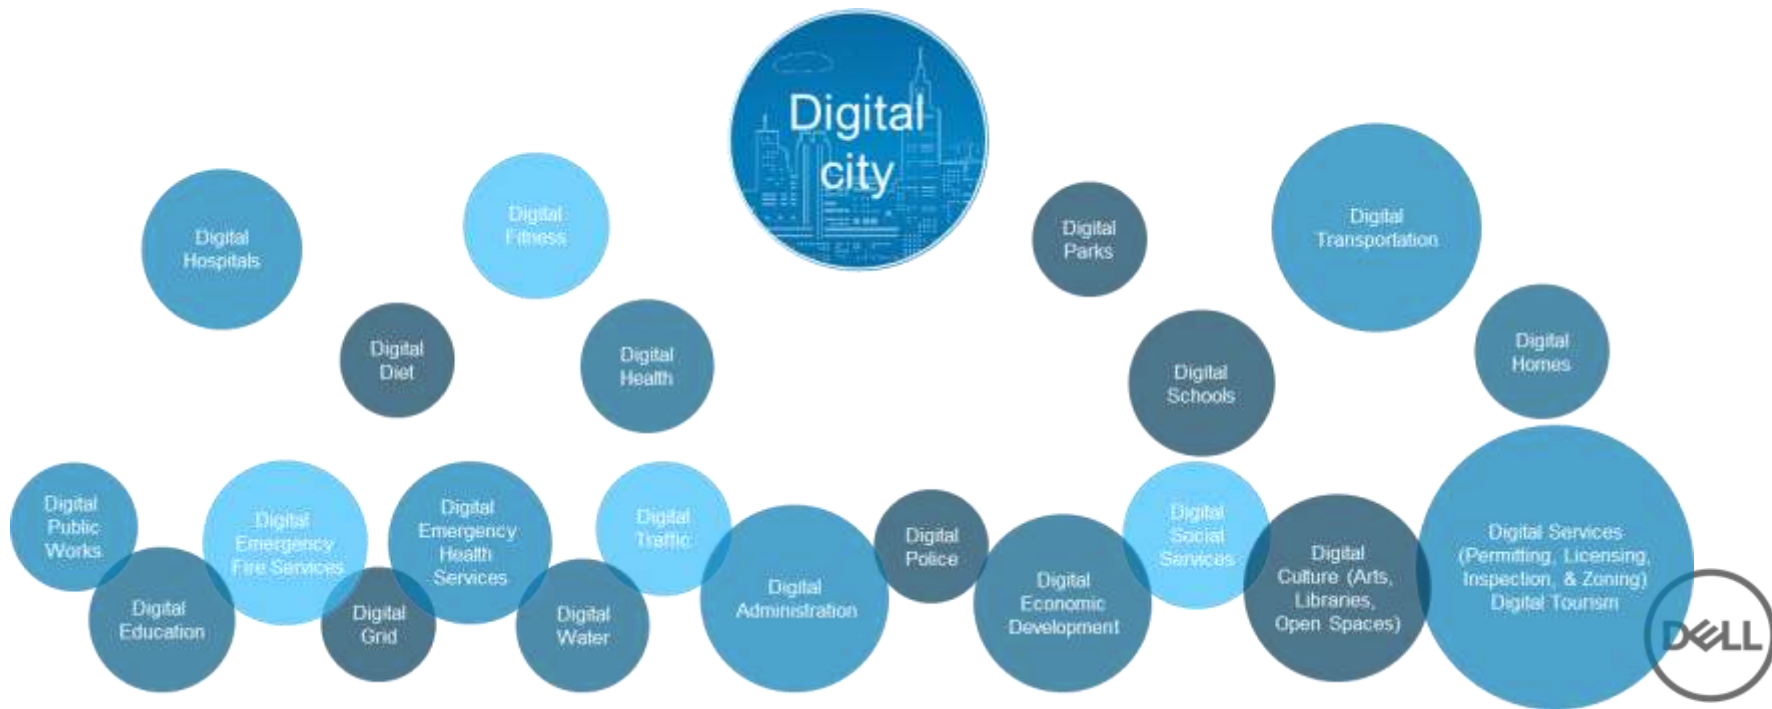 Digital
city
Digital
Hospitals
Digital
Fitness
Digital
Parks
Digital
Transportation
Digital
Diet
Digital
Health
Digital
Schools
Digital
Homes
Digital
Public
Works
Digital
Education
Digital
Emergency
Fire Services
Digital
Grid
Digital
Emergency
Health
Services
Digital
Water
Digital
Traffic
Digital
Administration
Digital
Police
Digital
Economic
Development
Digital
Social
Services
Digital
Culture (Arts,
Libraries,
Open Spaces)
Digital Services
(Permitting, Licensing,
Inspection, & Zoning)
Digital Tourism
DELL